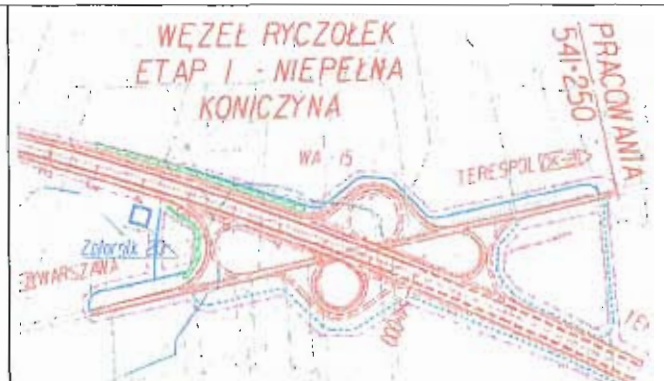 WĘZEŁ RYCZOŁEK
ETAP I - NIEPEŁNA
KONICZYNA
PRACOWANIA
541+250
WA-15
TERESPOL
Zbiornik
WARSZAWA